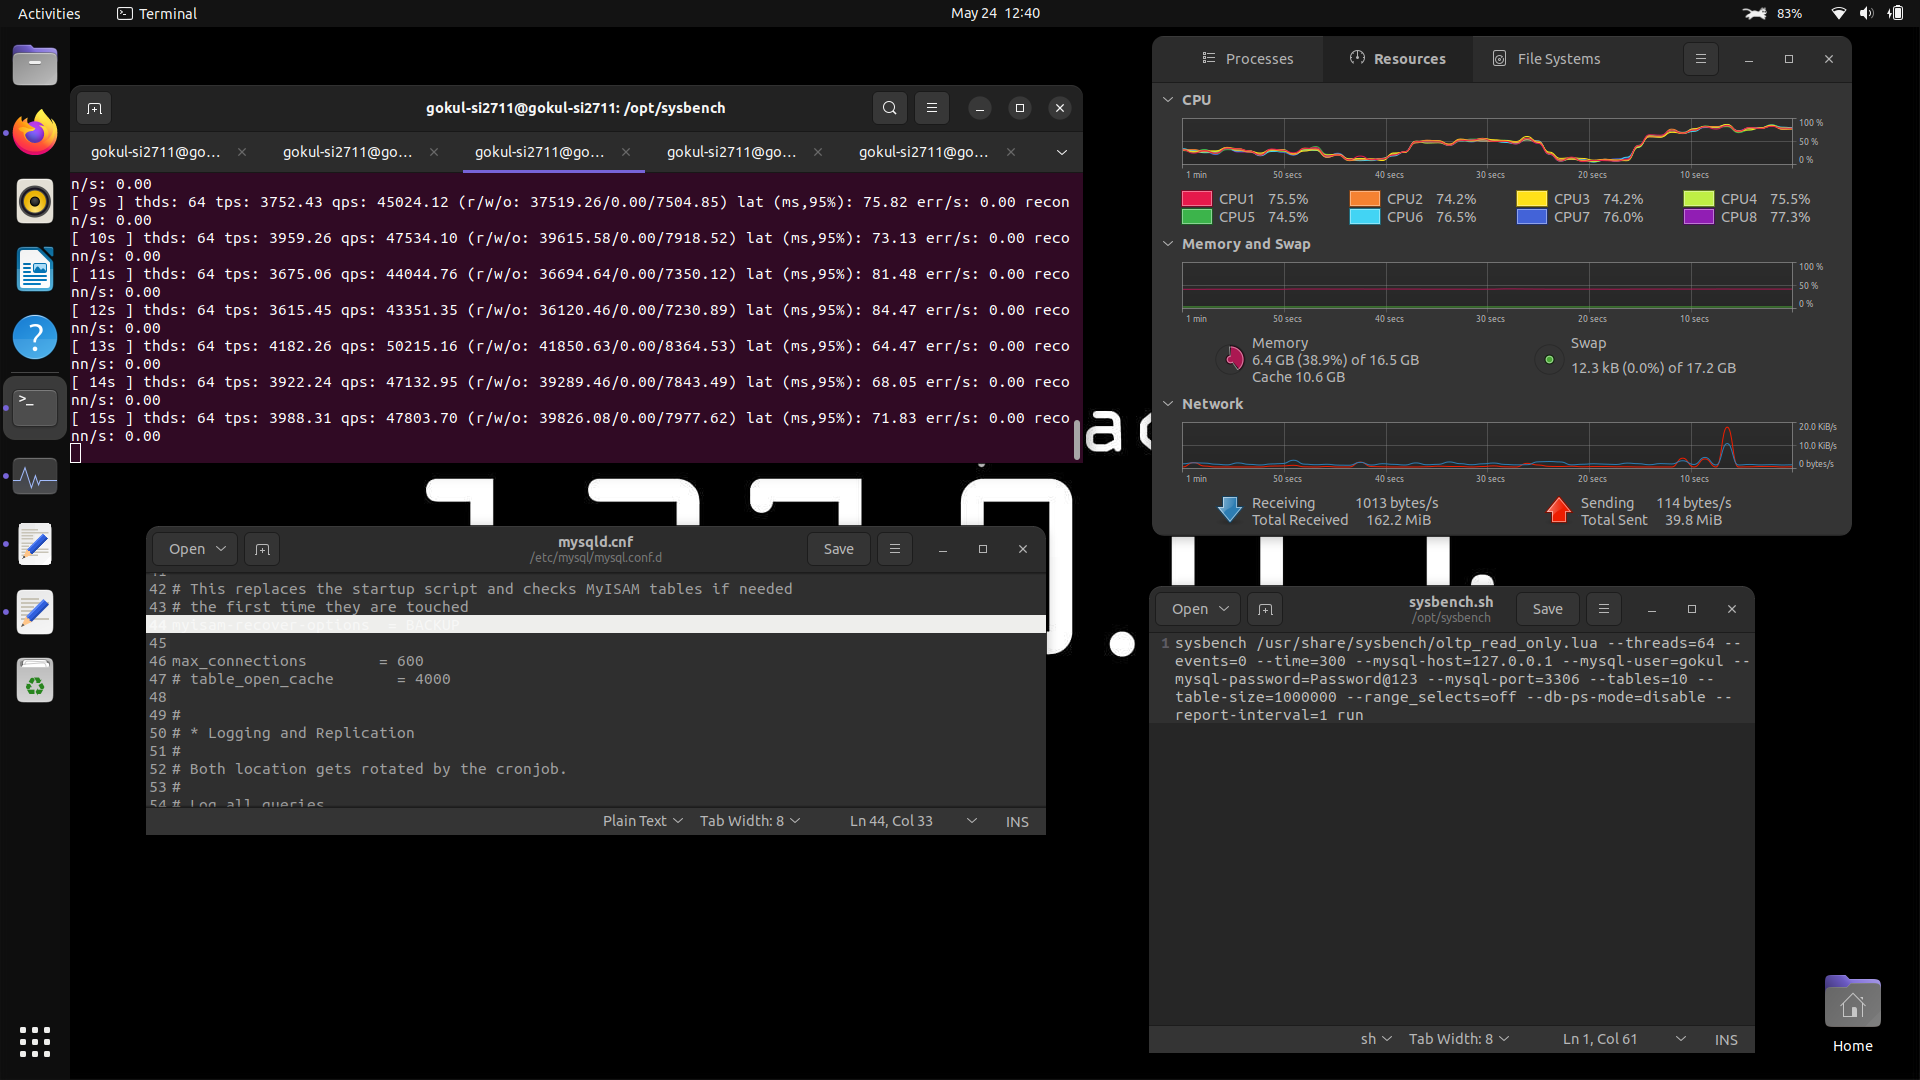 Activities
Terminal
May 24  12:40
83%
gokul-si2711@gokul-si2711: /opt/sysbench
gokul-si2711@go...
gokul-si2711@go...
gokul-si2711@go...
gokul-si2711@go...
gokul-si2711@go...
n/s: 0.00
[ 9s ] thds: 64 tps: 3752.43 qps: 45024.12 (r/w/o: 37519.26/0.00/7504.85) lat (ms,95%): 75.82 err/s: 0.00 recon
n/s: 0.00
[ 10s ] thds: 64 tps: 3959.26 qps: 47534.10 (r/w/o: 39615.58/0.00/7918.52) lat (ms,95%): 73.13 err/s: 0.00 reco
nn/s: 0.00
[ 11s ] thds: 64 tps: 3675.06 qps: 44044.76 (r/w/o: 36694.64/0.00/7350.12) lat (ms,95%): 81.48 err/s: 0.00 reco
nn/s: 0.00
[ 12s ] thds: 64 tps: 3615.45 qps: 43351.35 (r/w/o: 36120.46/0.00/7230.89) lat (ms,95%): 84.47 err/s: 0.00 reco
nn/s: 0.00
[ 13s ] thds: 64 tps: 4182.26 qps: 50215.16 (r/w/o: 41850.63/0.00/8364.53) lat (ms,95%): 64.47 err/s: 0.00 reco
nn/s: 0.00
[ 14s ] thds: 64 tps: 3922.24 qps: 47132.95 (r/w/o: 39289.46/0.00/7843.49) lat (ms,95%): 68.05 err/s: 0.00 reco
nn/s: 0.00
[ 15s ] thds: 64 tps: 3988.31 qps: 47803.70 (r/w/o: 39826.08/0.00/7977.62) lat (ms,95%): 71.83 err/s: 0.00 reco
nn/s: 0.00
Processes
Resources
File Systems
CPU
100 %
50 %
0 %
1 min 50 secs 40 secs 30 secs 20 secs 10 secs
CPU1 75.5% CPU2 74.2% CPU3 74.2% CPU4 75.5%
CPU5 74.5% CPU6 76.5% CPU7 76.0% CPU8 77.3%
Memory and Swap
100 %
50 %
0 %
1 min 50 secs 40 secs 30 secs 20 secs 10 secs
Memory
6.4 GB (38.9%) of 16.5 GB
Cache 10.6 GB
Swap
12.3 kB (0.0%) of 17.2 GB
Network
20.0 KiB/s
10.0 KiB/s
0 bytes/s
1 min 50 secs 40 secs 30 secs 20 secs 10 secs
Receiving 1013 bytes/s
Total Received 162.2 MiB
Sending 114 bytes/s
Total Sent 39.8 MiB
Open
mysqld.cnf
/etc/mysql/mysql.conf.d
Save
41
42 # This replaces the startup script and checks MyISAM tables if needed
43 # the first time they are touched
44 myisam-recover-options  = BACKUP
45
46 max_connections        = 600
47 # table_open_cache       = 4000
48
49 #
50 # * Logging and Replication
51 #
52 # Both location gets rotated by the cronjob.
53 #
54 # Log all queries
Plain Text Tab Width: 8 Ln 44, Col 33 INS
Open
sysbench.sh
/opt/sysbench
Save
1 sysbench /usr/share/sysbench/oltp_read_only.lua --threads=64 --
events=0 --time=300 --mysql-host=127.0.0.1 --mysql-user=gokul --
mysql-password=Password@123 --mysql-port=3306 --tables=10 --
table-size=1000000 --range_selects=off --db-ps-mode=disable --
report-interval=1 run
sh Tab Width: 8 Ln 1, Col 61 INS
Home